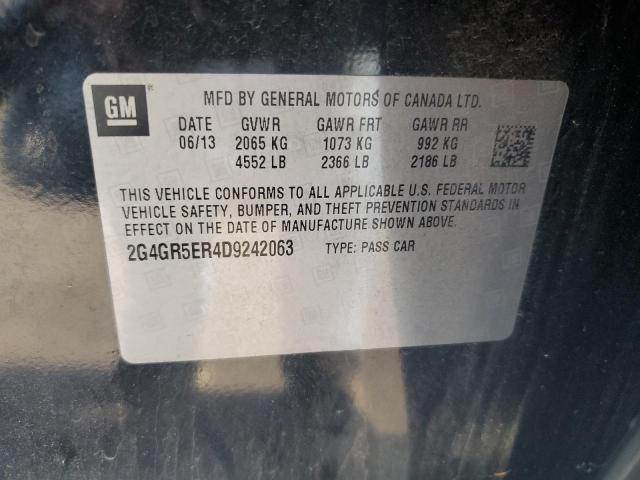 GM
MFD BY GENERAL MOTORS OF CANADA LTD.
DATE GVWR GAWR FRT GAWR RR
06/13 2065 KG 1073 KG 992 KG
4552 LB 2366 LB 2186 LB
THIS VEHICLE CONFORMS TO ALL APPLICABLE U.S. FEDERAL MOTOR
VEHICLE SAFETY, BUMPER, AND THEFT PREVENTION STANDARDS IN
EFFECT ON THE DATE OF MANUFACTURE SHOWN ABOVE.
2G4GR5ER4D9242063 TYPE: PASS CAR